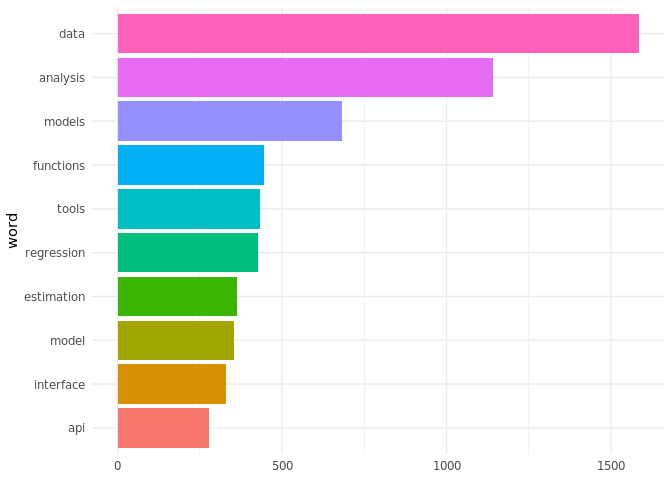 data
analysis
models
functions
tools
regression
estimation
model
interface
api
word
0 500 1000 1500